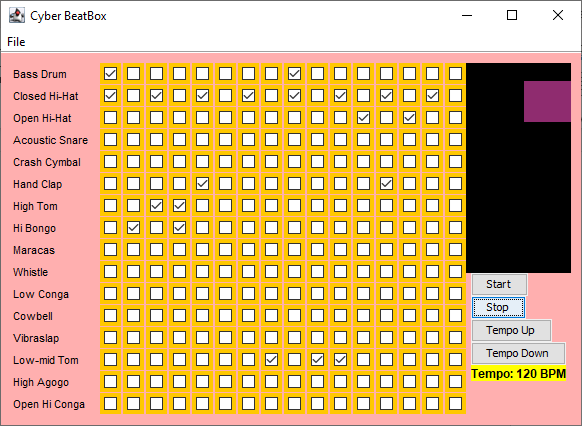 Cyber BeatBox
File
Bass Drum
Closed Hi-Hat
Open Hi-Hat
Acoustic Snare
Crash Cymbal
Hand Clap
High Tom
Hi Bongo
Maracas
Whistle
Low Conga
Cowbell
Vibraslap
Low-mid Tom
High Agogo
Open Hi Conga
Start
Stop
Tempo Up
Tempo Down
Tempo: 120 BPM